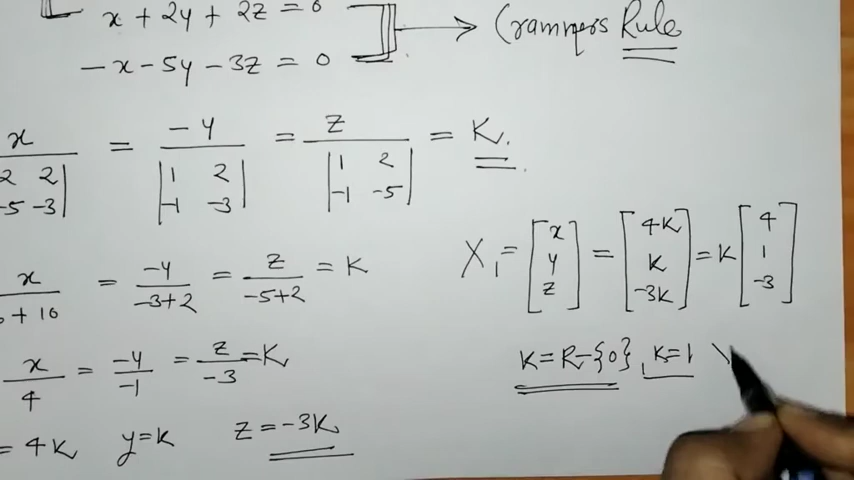 x + 2y + 2z = 0
-x - 5y - 3z = 0
Crammers Rule
x / |2 2; -5 -3| = -y / |1 2; -1 -3| = z / |1 2; -1 -5| = K.
x / + 10 = -y / -3+2 = z / -5+2 = K
x / 4 = -y / -1 = z / -3 = K
= 4K y = K z = -3K
X1 = [x y z] = [4K K -3K] = K [4 1 -3]
K = R - {0}, K = 1